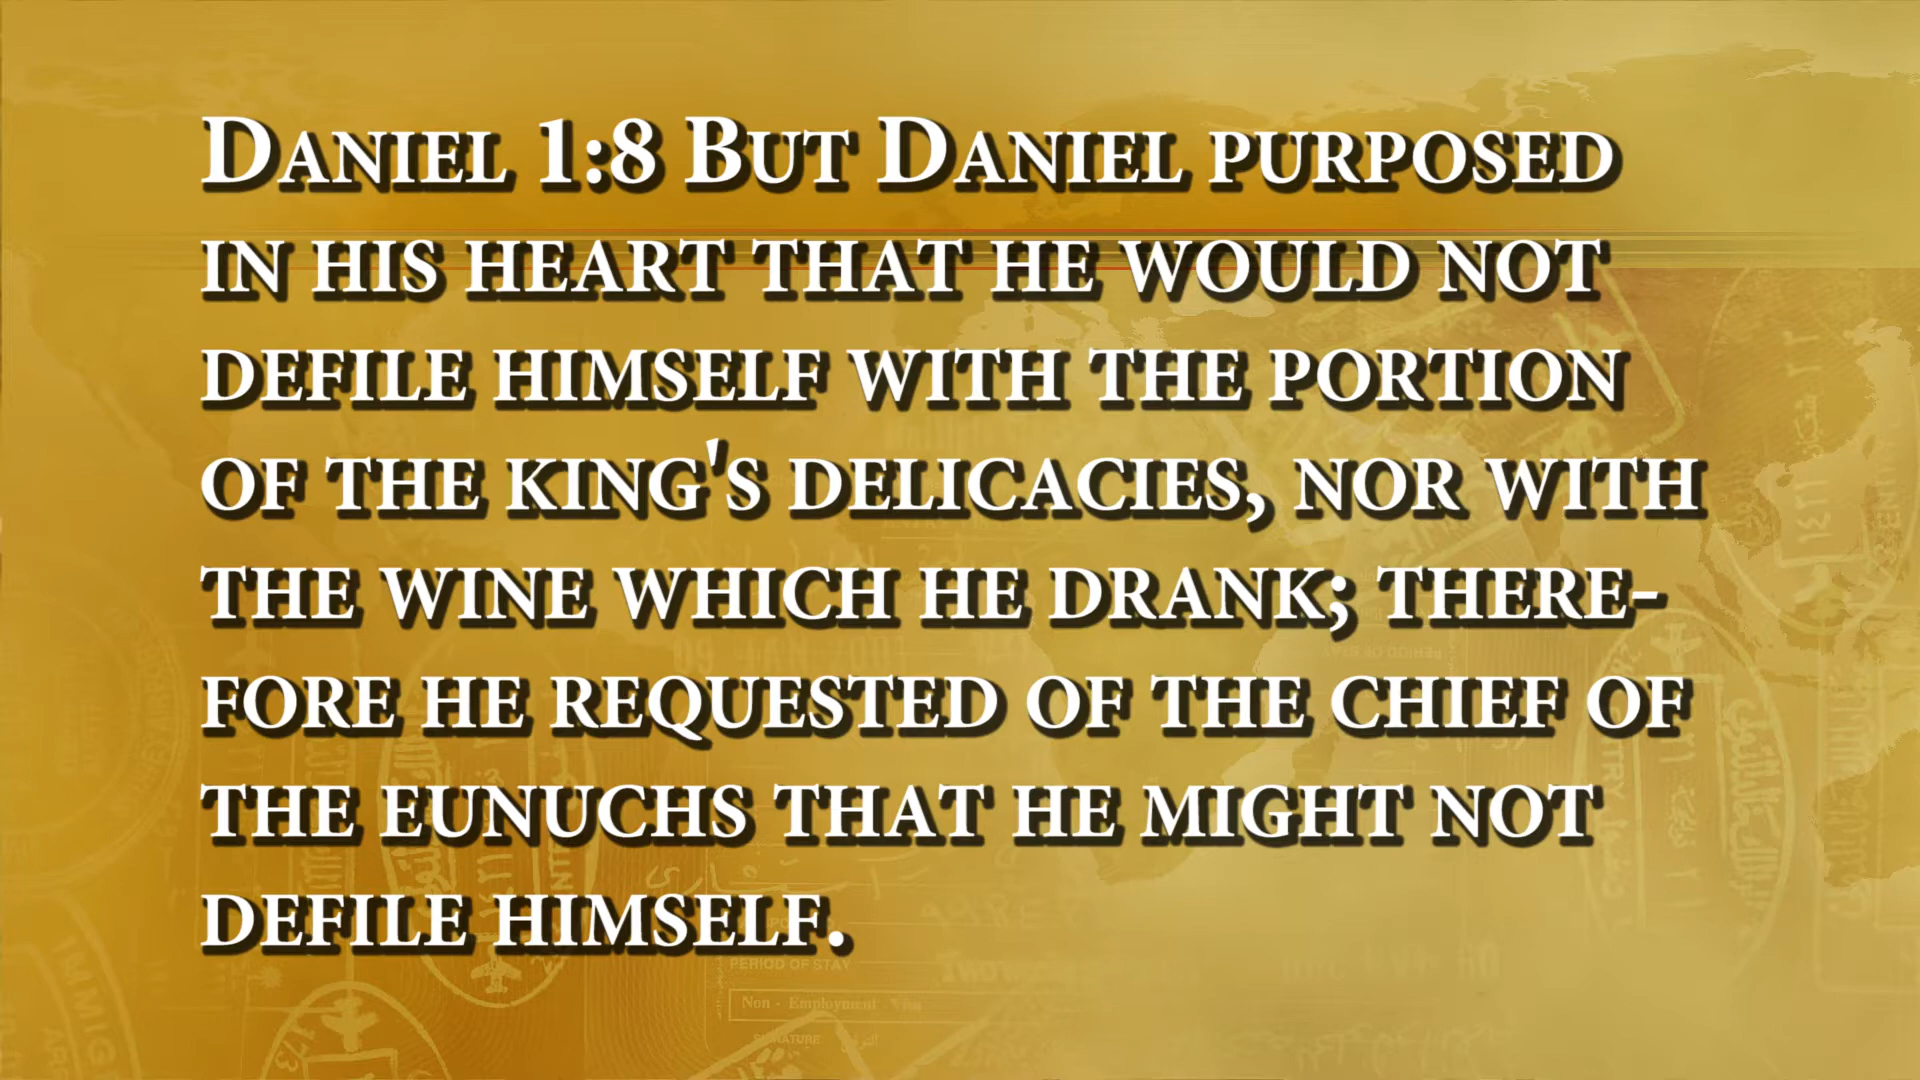 Daniel 1:8 But Daniel purposed
in his heart that he would not
defile himself with the portion
of the king's delicacies, nor with
the wine which he drank; there-
fore he requested of the chief of
the eunuchs that he might not
defile himself.
PERIOD OF STAY
Non - Employment Visa